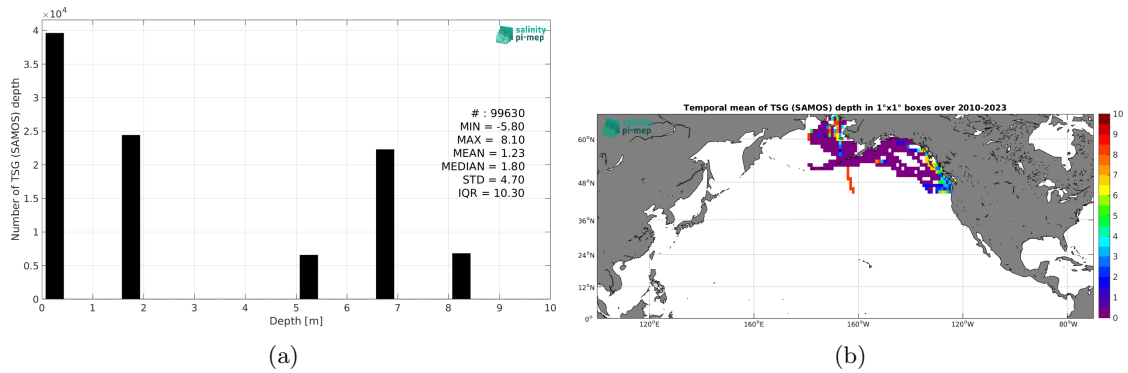 ×10⁴
4
3.5
3
2.5
2
1.5
1
0.5
0
Number of TSG (SAMOS) depth
salinity
pi-mep
# : 99630
MIN = -5.80
MAX = 8.10
MEAN = 1.23
MEDIAN = 1.80
STD = 4.70
IQR = 10.30
0 1 2 3 4 5 6 7 8 9 10
Depth [m]
(a)
Temporal mean of TSG (SAMOS) depth in 1°x1° boxes over 2010-2023
salinity
pi-mep
60°N
48°N
36°N
24°N
12°N
0°
120°E 160°E 160°W 120°W 80°W
10
9
8
7
6
5
4
3
2
1
0
(b)